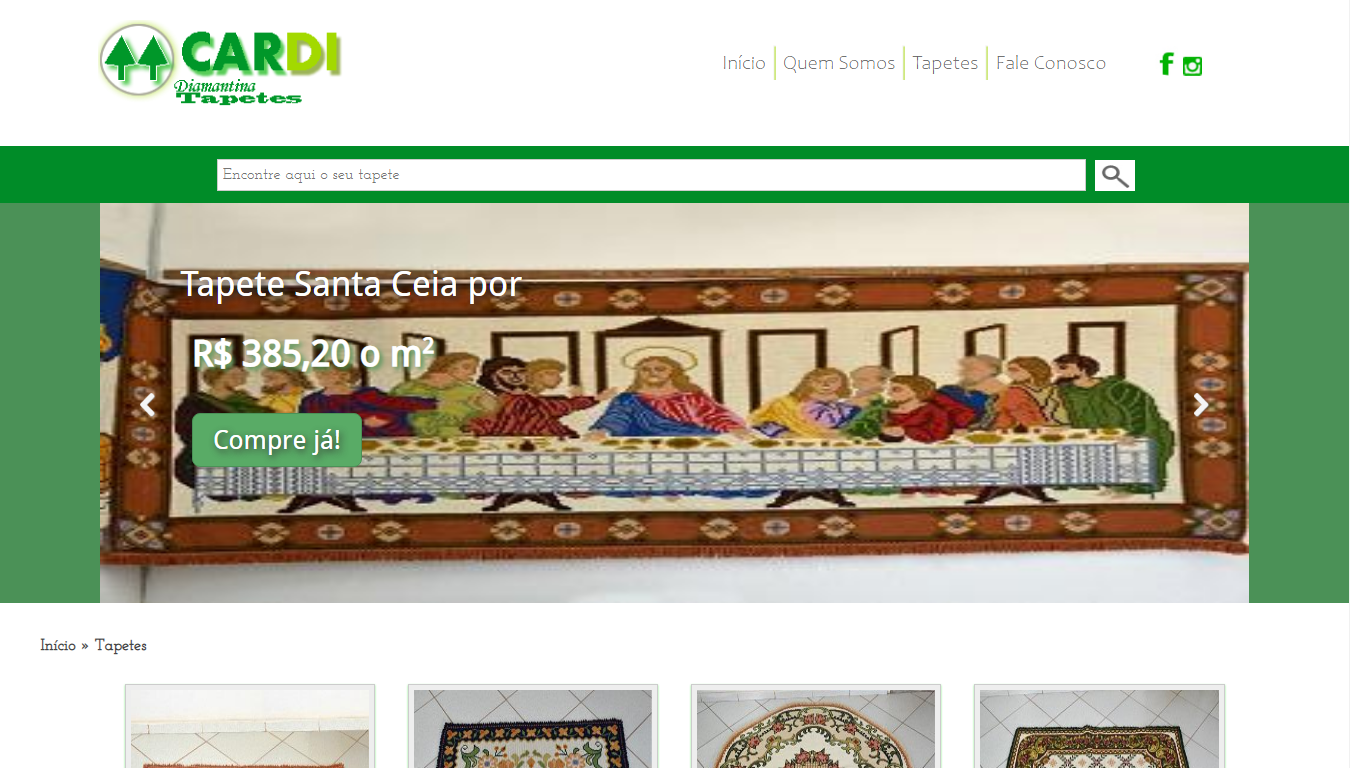 CARDI
Diamantina
Tapetes
Início
Quem Somos
Tapetes
Fale Conosco
Encontre aqui o seu tapete
Tapete Santa Ceia por
R$ 385,20 o m²
Compre já!
Início » Tapetes